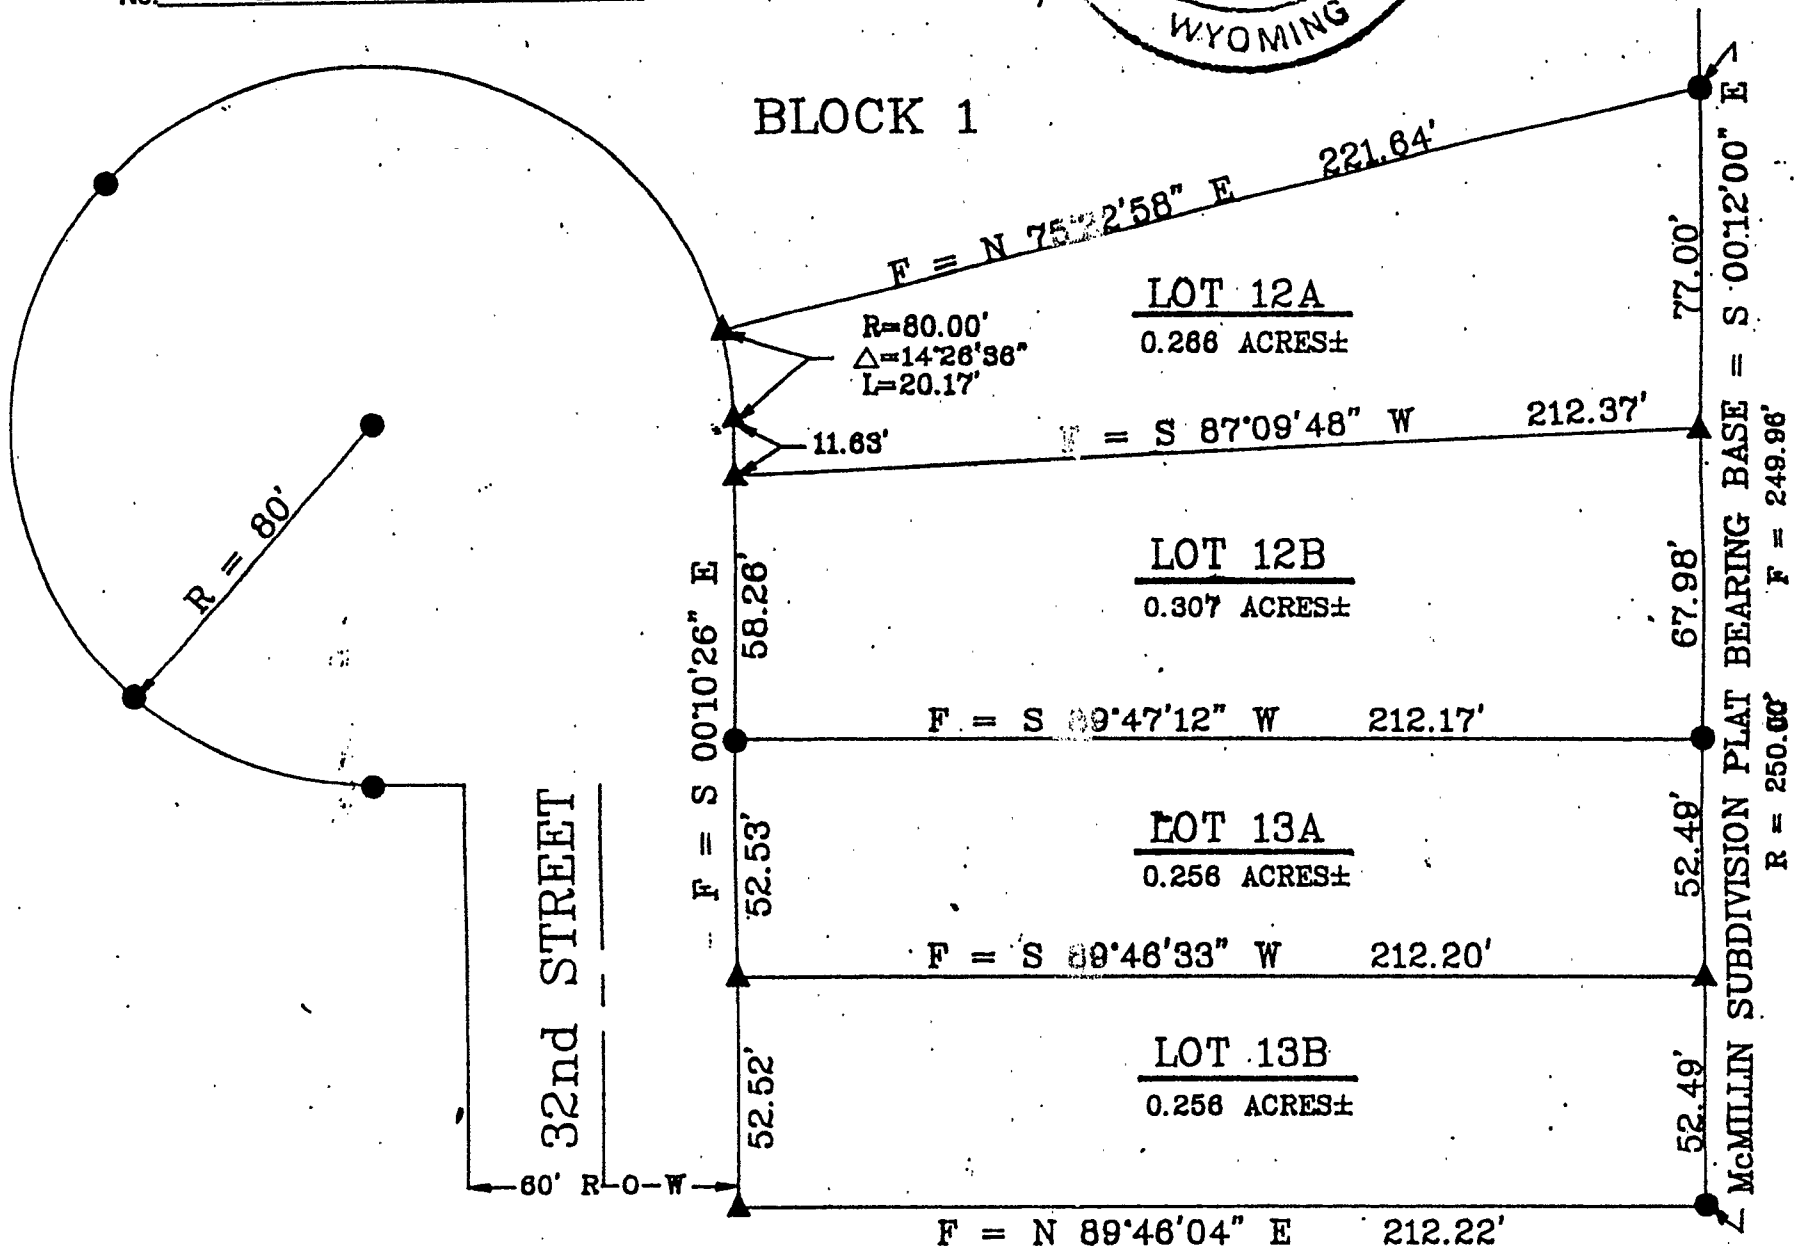 No.
WYOMING
BLOCK 1
F = N 75°22'58" E 221.64'
LOT 12A
0.266 ACRES±
R=80.00'
△=14°26'36"
L=20.17'
77.00'
F = S 87°09'48" W 212.37'
11.63'
R = 80'
LOT 12B
0.307 ACRES±
58.26'
67.98'
F = S 00°10'26" E
F = S 89°47'12" W 212.17'
LOT 13A
0.256 ACRES±
52.53'
52.49'
F = S 89°46'33" W 212.20'
32nd STREET
LOT 13B
0.256 ACRES±
52.52'
52.49'
60' R-O-W
F = N 89°46'04" E 212.22'
McMILLIN SUBDIVISION PLAT BEARING BASE = S 00°12'00" E
R = 250.00' F = 249.96'